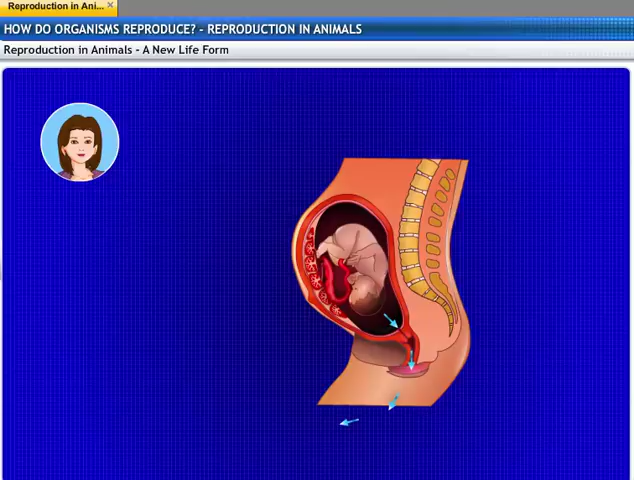 Reproduction in Ani...
HOW DO ORGANISMS REPRODUCE? - REPRODUCTION IN ANIMALS
Reproduction in Animals - A New Life Form